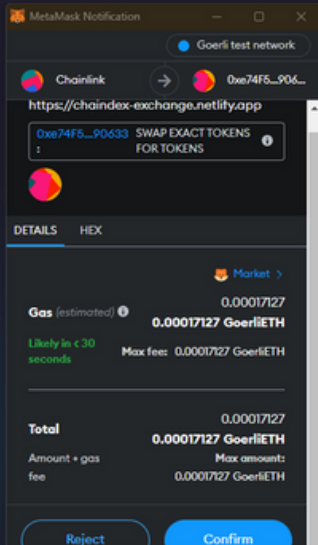 MetaMask Notification
Goerli test network
Chainlink
0xe74F5...906...
https://chaindex-exchange.netlify.app
0xe74F5...90633 SWAP EXACT TOKENS
: FOR TOKENS
DETAILS HEX
Market >
0.00017127
Gas (estimated) 0.00017127 GoerliETH
Likely in < 30 Max fee: 0.00017127 GoerliETH
seconds
0.00017127
Total 0.00017127 GoerliETH
Amount + gas Max amount:
fee 0.00017127 GoerliETH
Reject Confirm